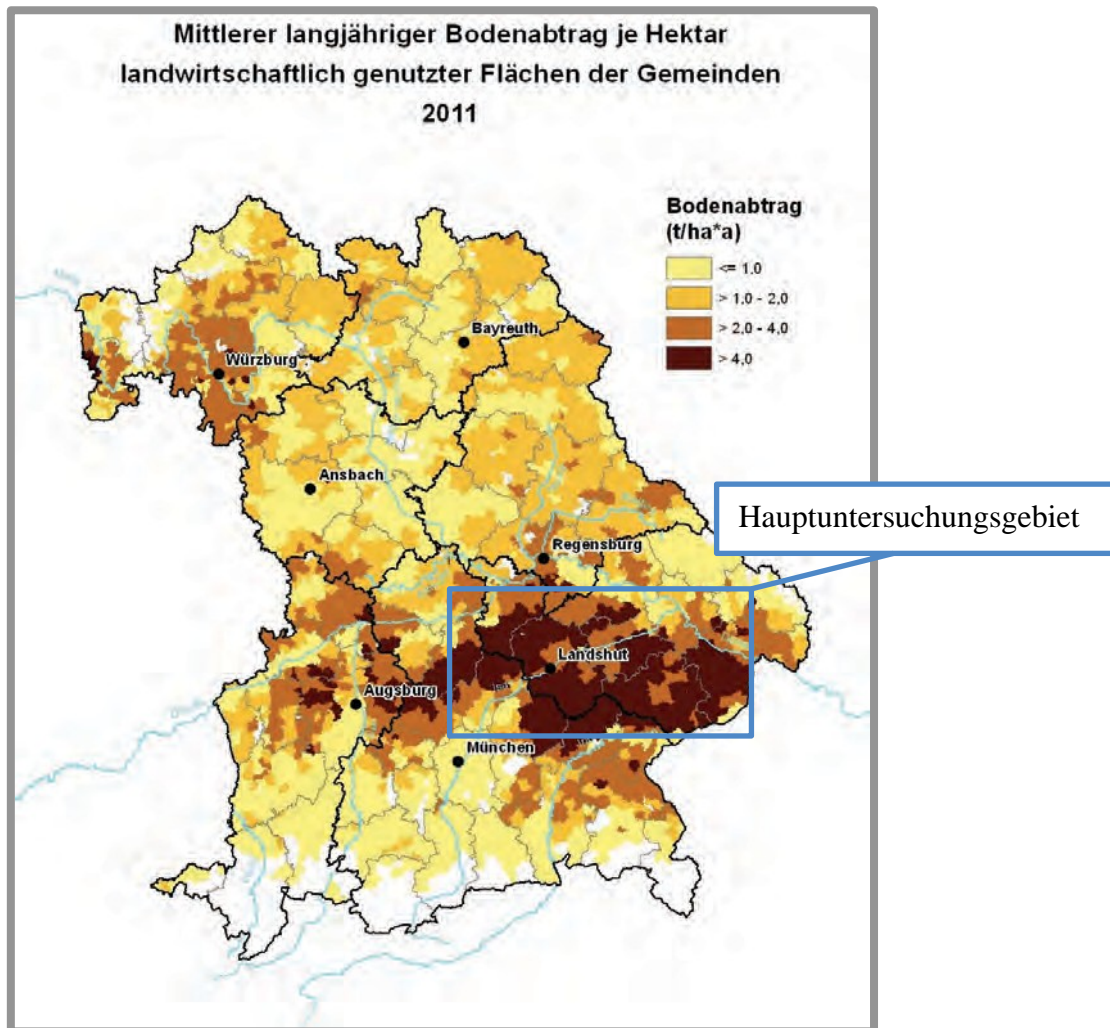 Mittlerer langjähriger Bodenabtrag je Hektar
landwirtschaftlich genutzter Flächen der Gemeinden
2011
Bodenabtrag
(t/ha*a)
<= 1.0
> 1,0 - 2,0
> 2,0 - 4,0
> 4,0
Bayreuth
Würzburg
Ansbach
Hauptuntersuchungsgebiet
Regensburg
Landshut
Augsburg
München